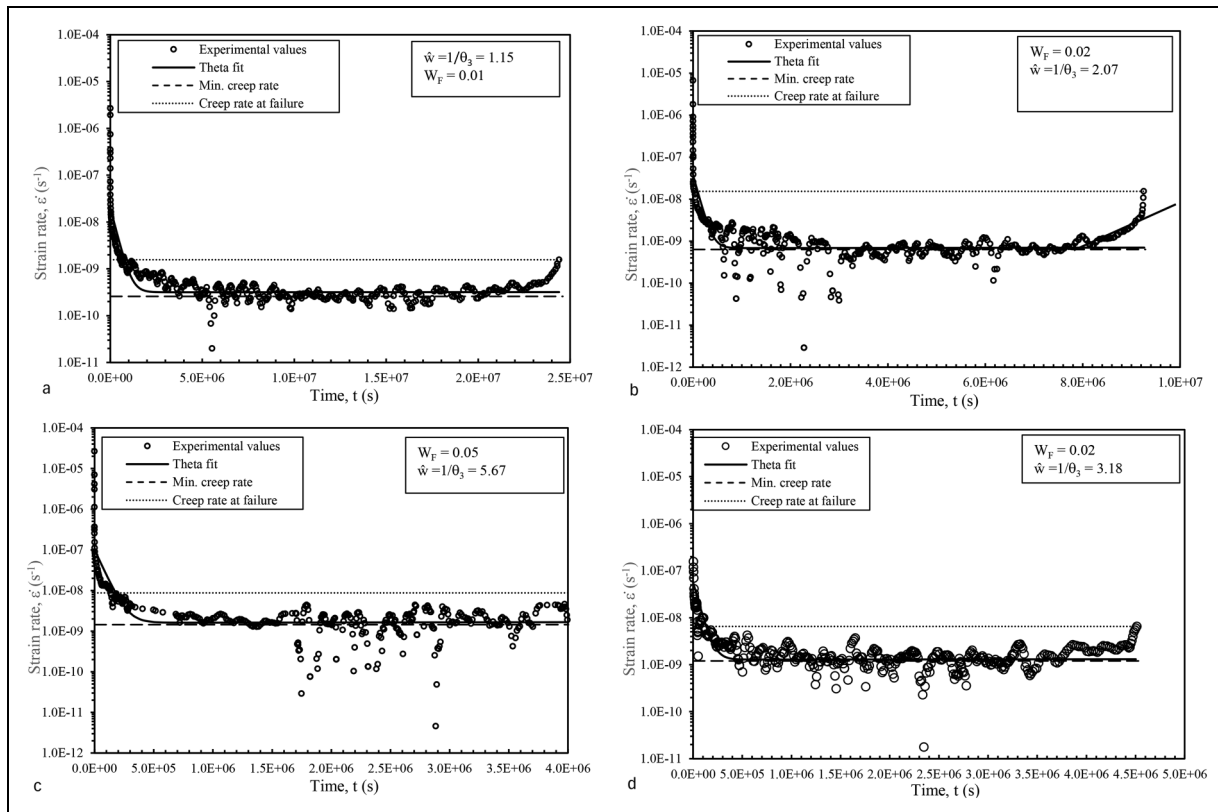 1.0E-04
1.0E-05
1.0E-06
1.0E-07
1.0E-08
1.0E-09
1.0E-10
1.0E-11
Strain rate, ε̇ (s⁻¹)
Experimental values
Theta fit
Min. creep rate
Creep rate at failure
ŵ =1/θ₃ = 1.15
W_F = 0.01
0.0E+00 5.0E+06 1.0E+07 1.5E+07 2.0E+07 2.5E+07
Time, t (s)
a
1.0E-04
1.0E-05
1.0E-06
1.0E-07
1.0E-08
1.0E-09
1.0E-10
1.0E-11
1.0E-12
Strain rate, ε̇ (s⁻¹)
Experimental values
Theta fit
Min. creep rate
Creep rate at failure
W_F = 0.02
ŵ =1/θ₃ = 2.07
0.0E+00 2.0E+06 4.0E+06 6.0E+06 8.0E+06 1.0E+07
Time, t (s)
b
1.0E-04
1.0E-05
1.0E-06
1.0E-07
1.0E-08
1.0E-09
1.0E-10
1.0E-11
1.0E-12
Strain rate, ε̇ (s⁻¹)
Experimental values
Theta fit
Min. creep rate
Creep rate at failure
W_F = 0.05
ŵ =1/θ₃ = 5.67
0.0E+00 5.0E+05 1.0E+06 1.5E+06 2.0E+06 2.5E+06 3.0E+06 3.5E+06 4.0E+06
Time, t (s)
c
1.0E-04
1.0E-05
1.0E-06
1.0E-07
1.0E-08
1.0E-09
1.0E-10
1.0E-11
Strain rate, ε̇ (s⁻¹)
Experimental values
Theta fit
Min. creep rate
Creep rate at failure
W_F = 0.02
ŵ =1/θ₃ = 3.18
0.0E+00 5.0E+05 1.0E+06 1.5E+06 2.0E+06 2.5E+06 3.0E+06 3.5E+06 4.0E+06 4.5E+06 5.0E+06
Time, t (s)
d